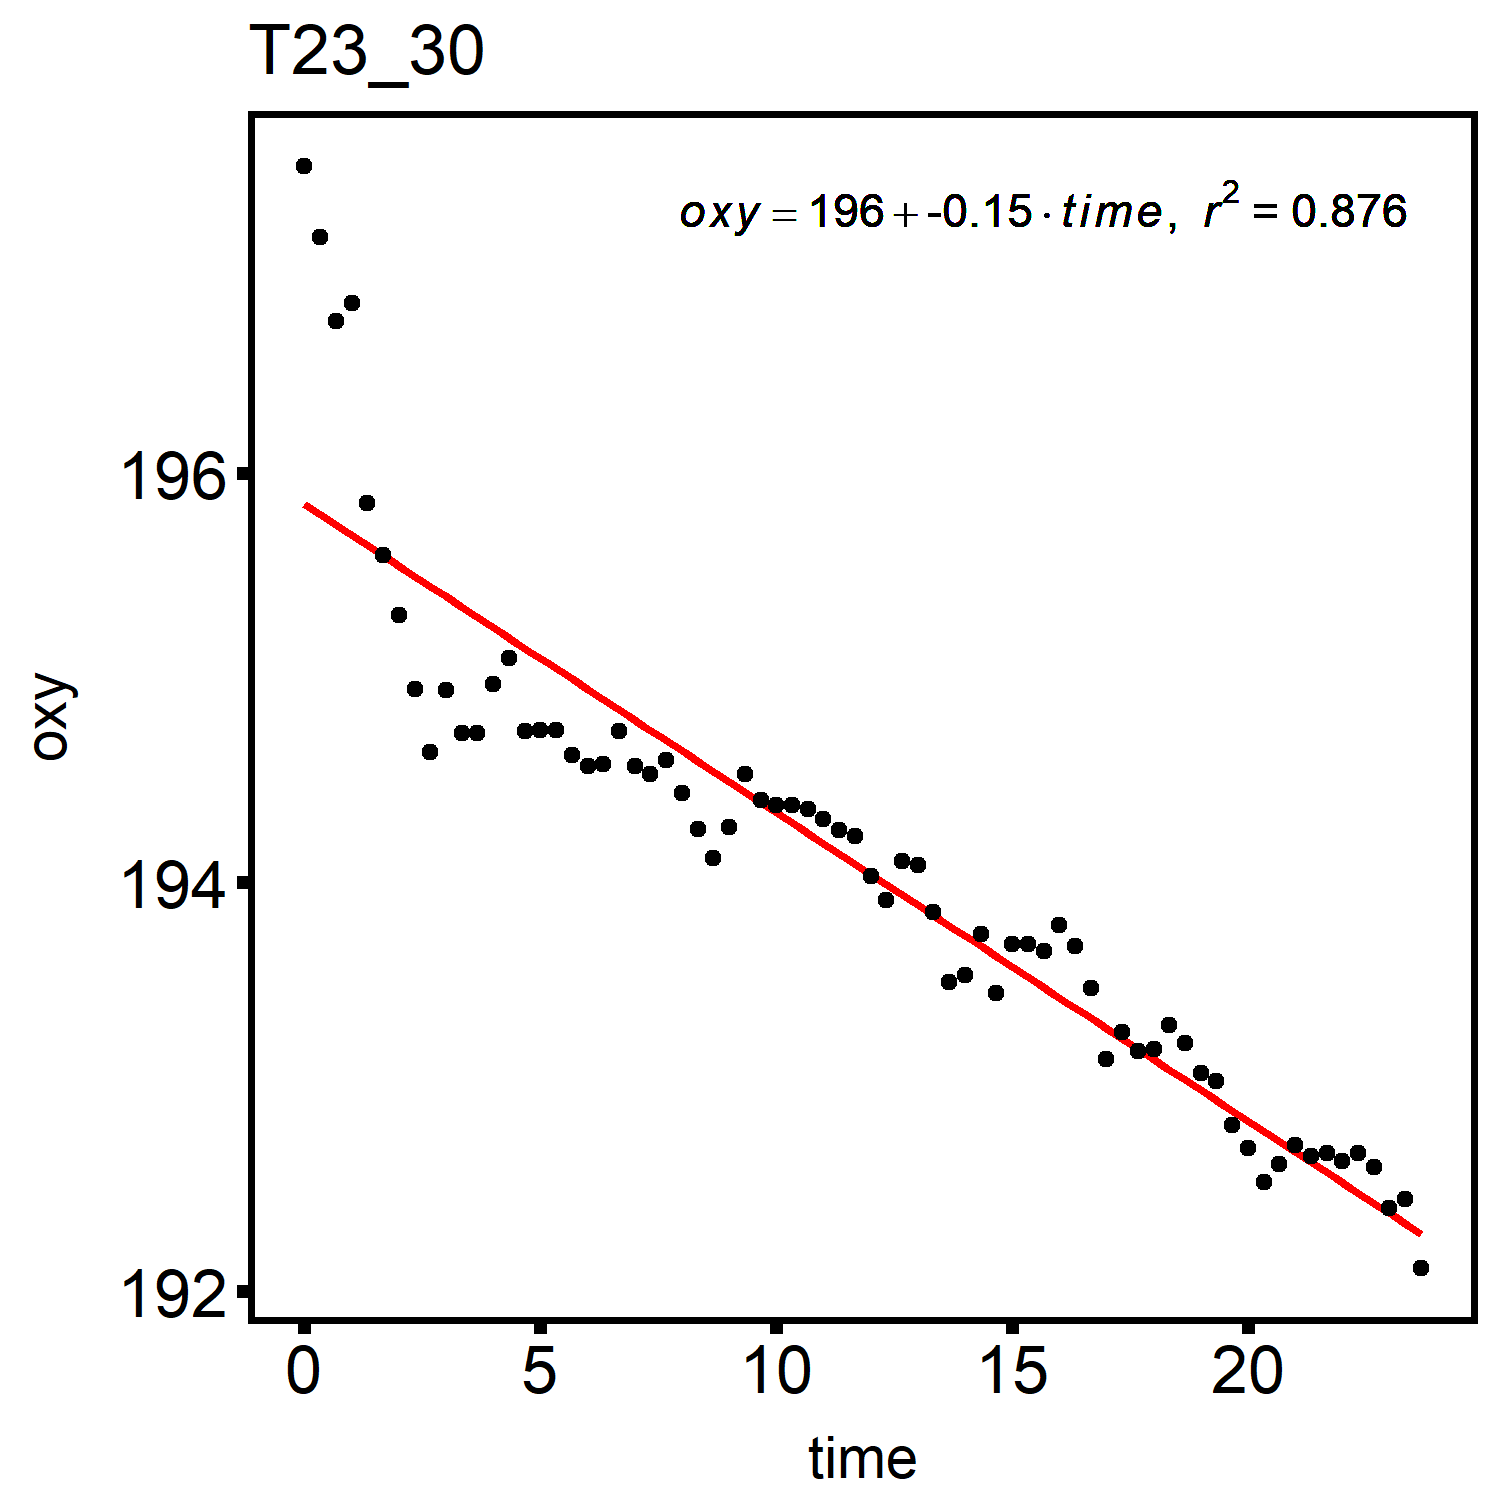 T23_30
oxy = 196 + -0.15 · time, r² = 0.876
oxy
196
194
192
0 5 10 15 20
time